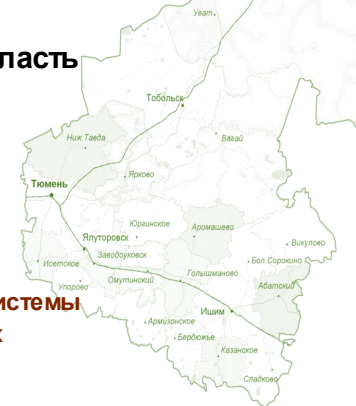 Уват
ласть
Тобольск
Вагай
Ниж.Тавда
Ярково
Тюмень
Юргинское
Аромашево
Ялуторовск
Викулово
Заводоуковск
Бол Сорокино
Исетское
Голышманово
Омутинский
Упорово
Абатский
истемы
Ишим
Армизонское
к
Бердюжье
Казанское
Сладково